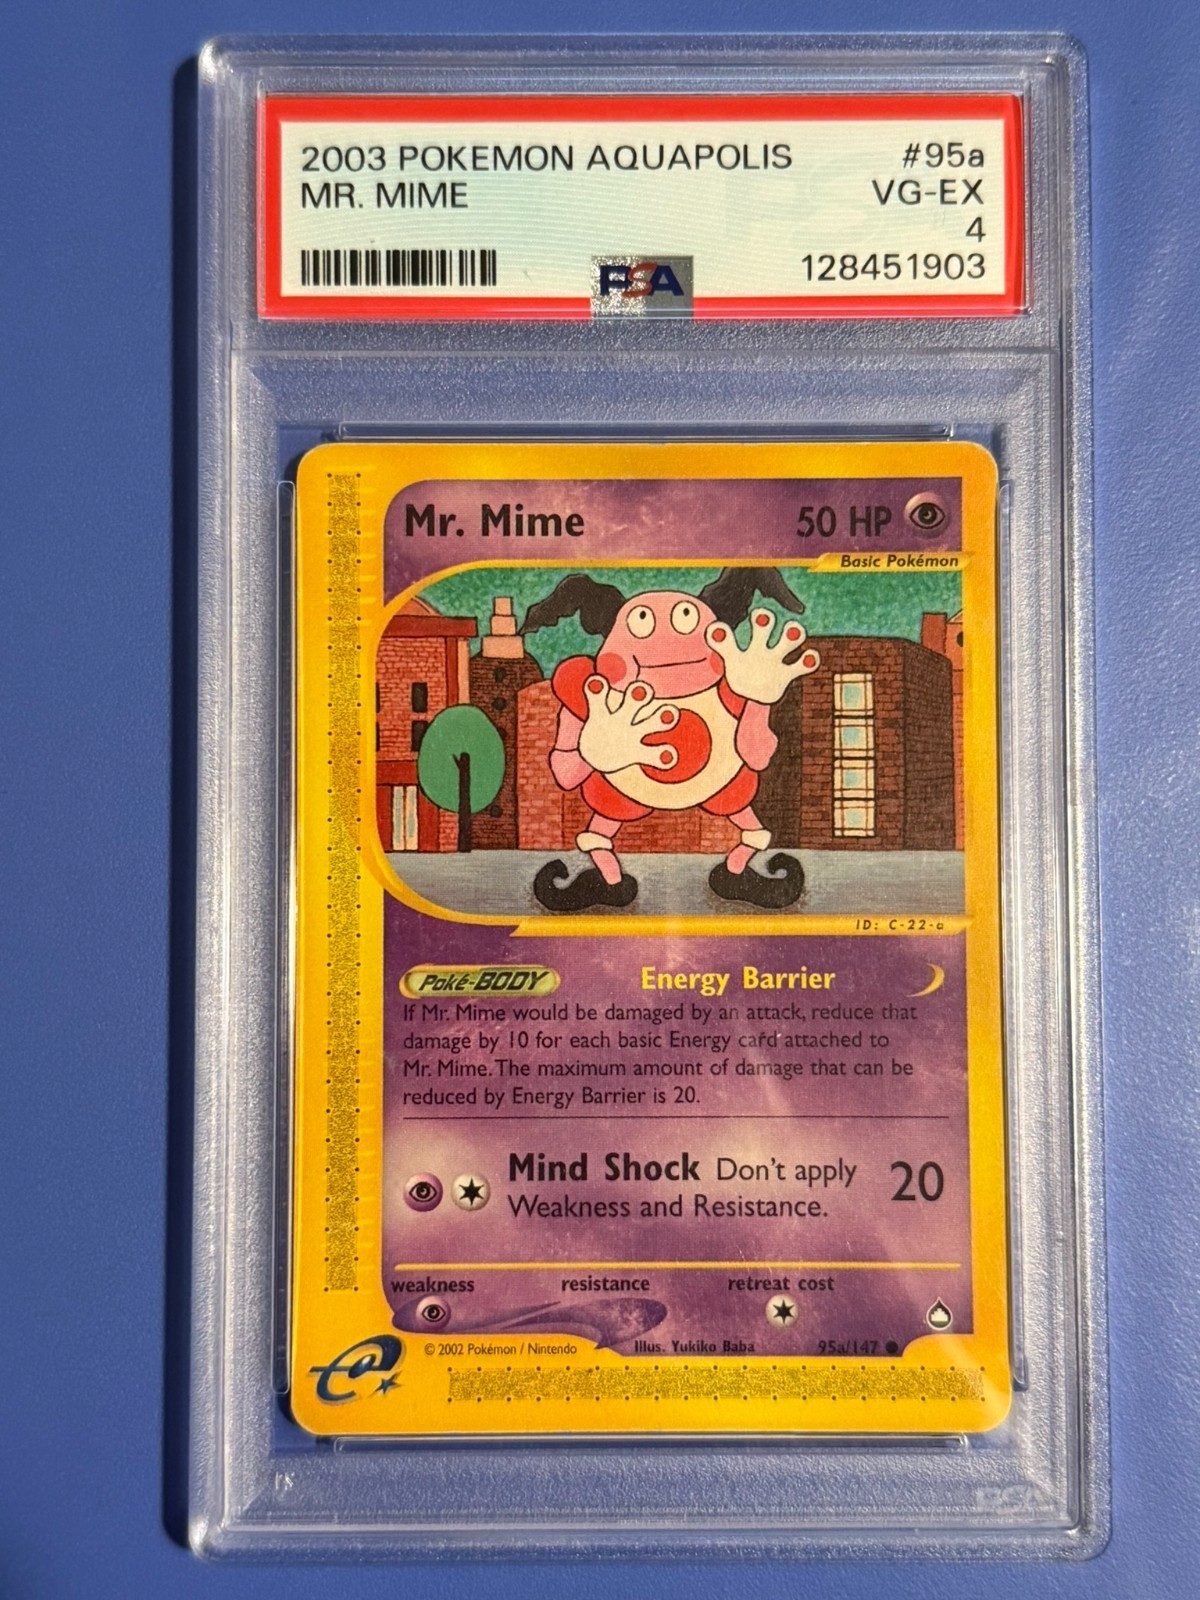 2003 POKEMON AQUAPOLIS #95a
MR. MIME VG-EX
4
128451903
PSA
Mr. Mime 50 HP
Basic Pokémon
ID: C-22-a
Poké-BODY Energy Barrier
If Mr. Mime would be damaged by an attack, reduce that
damage by 10 for each basic Energy card attached to
Mr. Mime. The maximum amount of damage that can be
reduced by Energy Barrier is 20.
Mind Shock Don't apply 20
Weakness and Resistance.
weakness resistance retreat cost
© 2002 Pokémon / Nintendo Illus. Yukiko Baba 95a/147
e
PSA